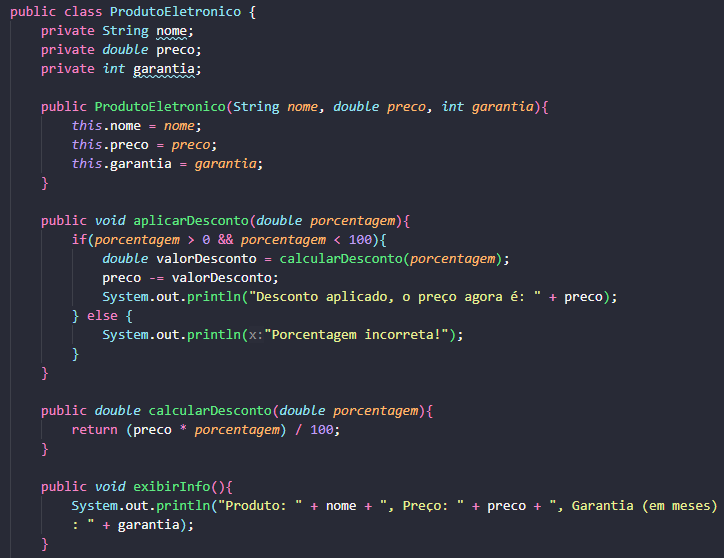 public class ProdutoEletronico {
    private String nome;
    private double preco;
    private int garantia;

    public ProdutoEletronico(String nome, double preco, int garantia){
        this.nome = nome;
        this.preco = preco;
        this.garantia = garantia;
    }

    public void aplicarDesconto(double porcentagem){
        if(porcentagem > 0 && porcentagem < 100){
            double valorDesconto = calcularDesconto(porcentagem);
            preco -= valorDesconto;
            System.out.println("Desconto aplicado, o preço agora é: " + preco);
        } else {
            System.out.println(x:"Porcentagem incorreta!");
        }
    }

    public double calcularDesconto(double porcentagem){
        return (preco * porcentagem) / 100;
    }

    public void exibirInfo(){
        System.out.println("Produto: " + nome + ", Preço: " + preco + ", Garantia (em meses)
        : " + garantia);
    }